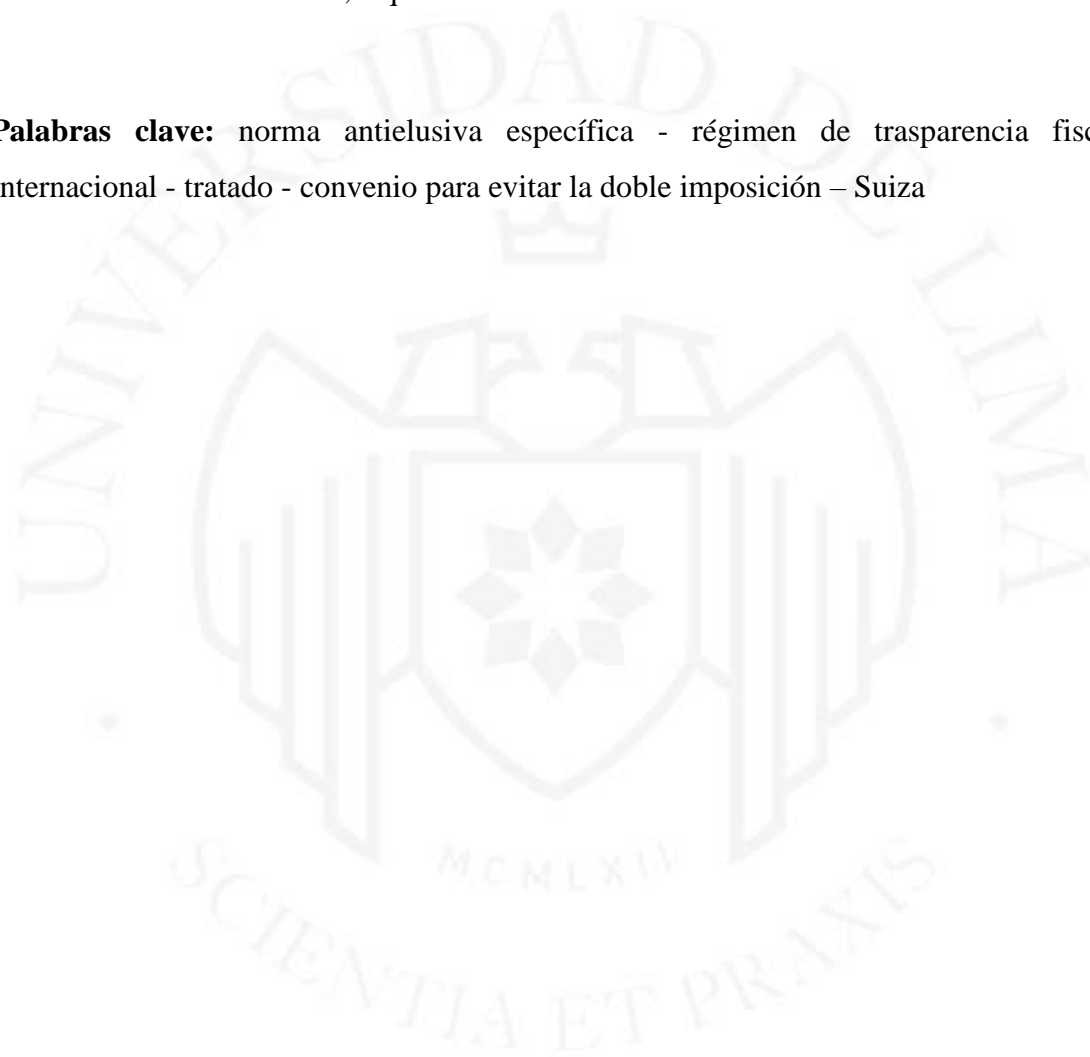 Palabras clave: norma antielusiva específica - régimen de trasparencia fisc
nternacional - tratado - convenio para evitar la doble imposición – Suiza
UNIVERSIDAD DE LIMA
MCMLXII
SCIENTIA ET PRAXIS